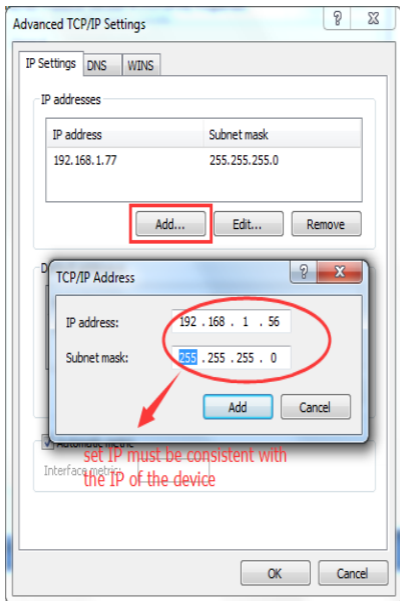 Advanced TCP/IP Settings
IP Settings DNS WINS
IP addresses
IP address Subnet mask
192.168.1.77 255.255.255.0
Add... Edit... Remove
D
TCP/IP Address
IP address: 192 . 168 . 1 . 56
Subnet mask: 255 . 255 . 255 . 0
Add Cancel
Automatic metric
set IP must be consistent with
Interface metric:
the IP of the device
OK Cancel